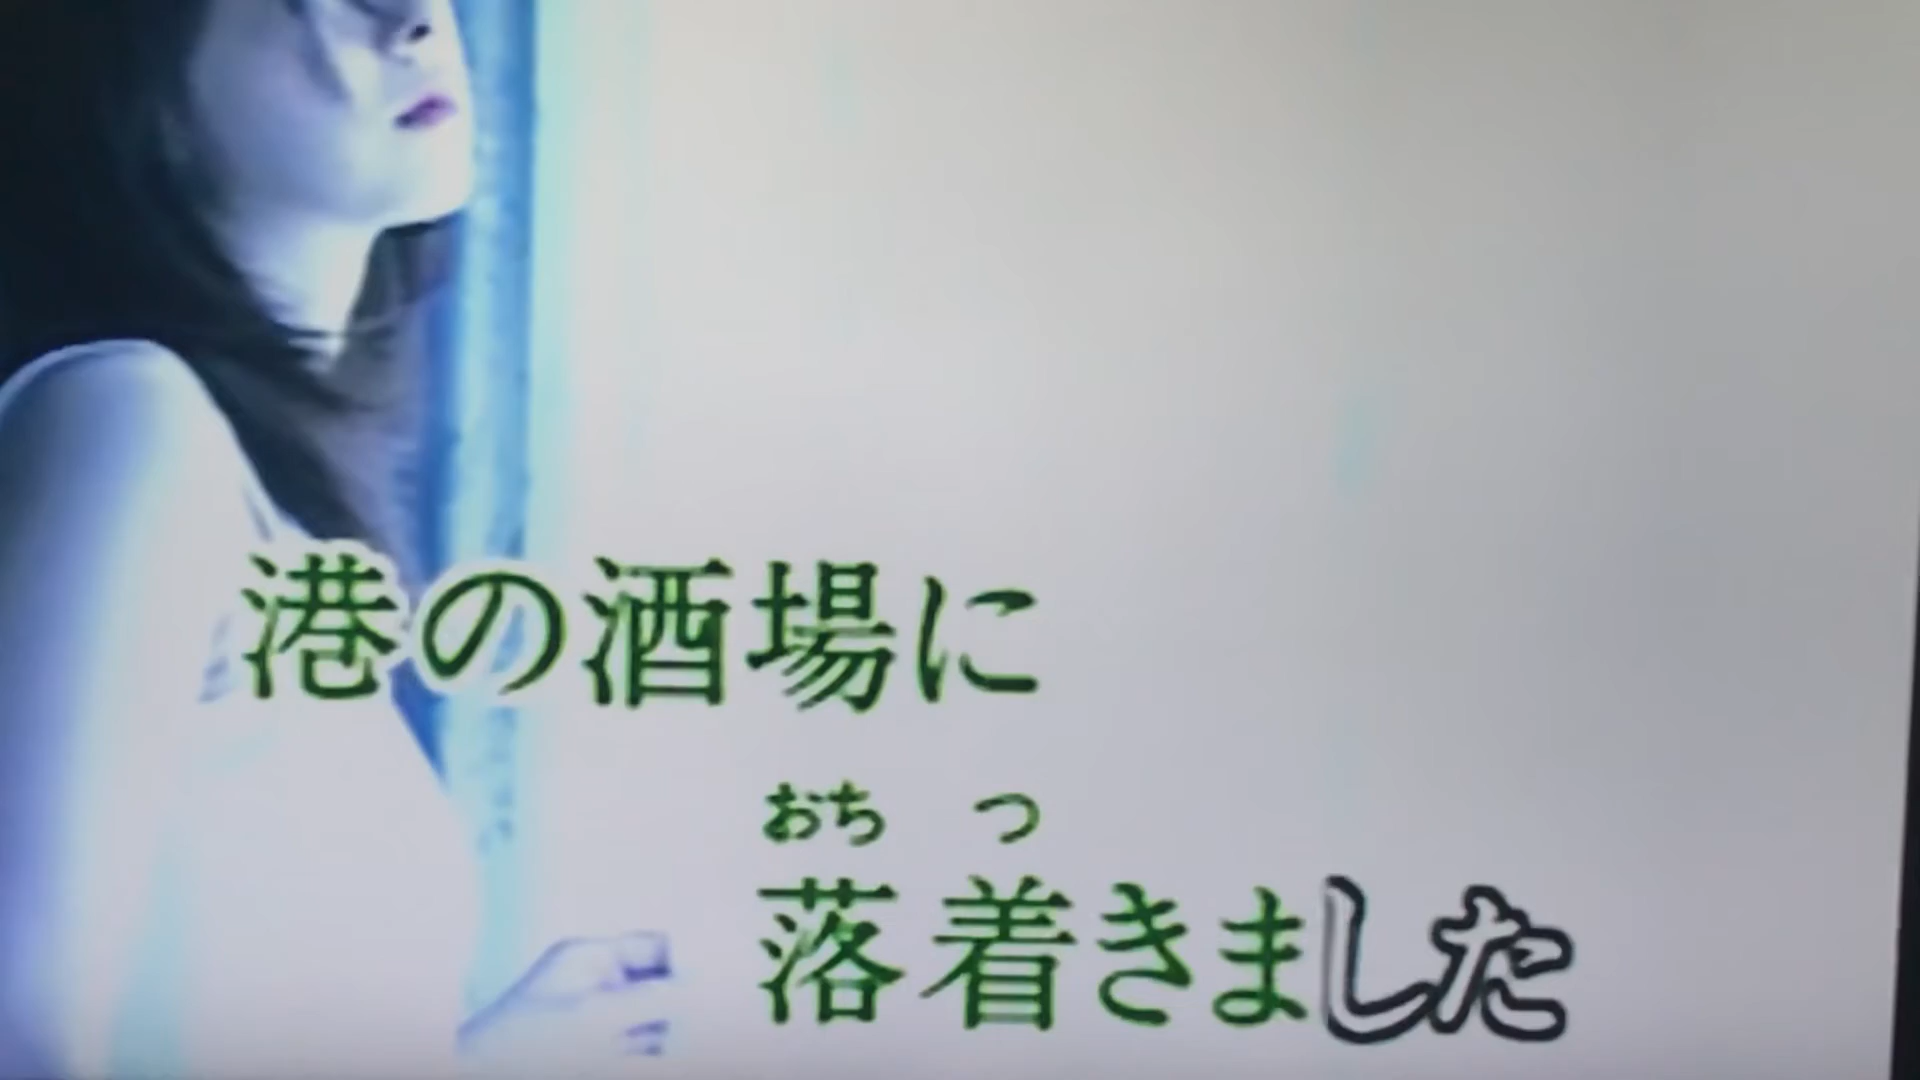 港の酒場に
おち つ
落着きました